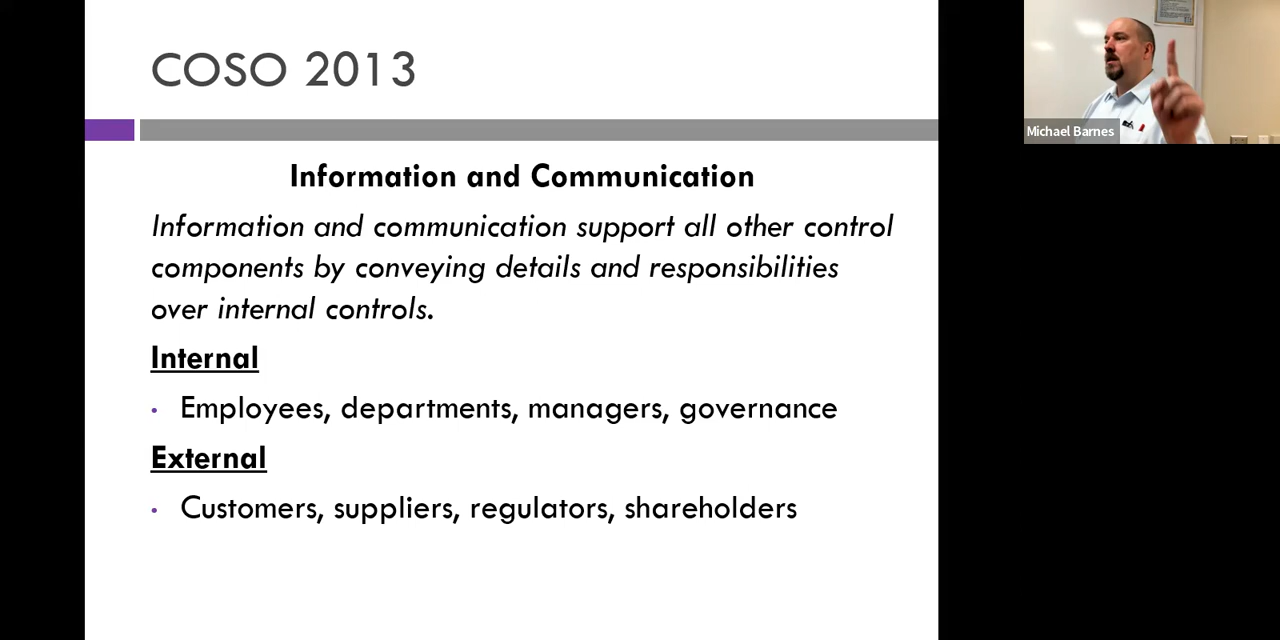 COSO 2013
Information and Communication
Information and communication support all other control
components by conveying details and responsibilities
over internal controls.
Internal
• Employees, departments, managers, governance
External
• Customers, suppliers, regulators, shareholders
Michael Barnes